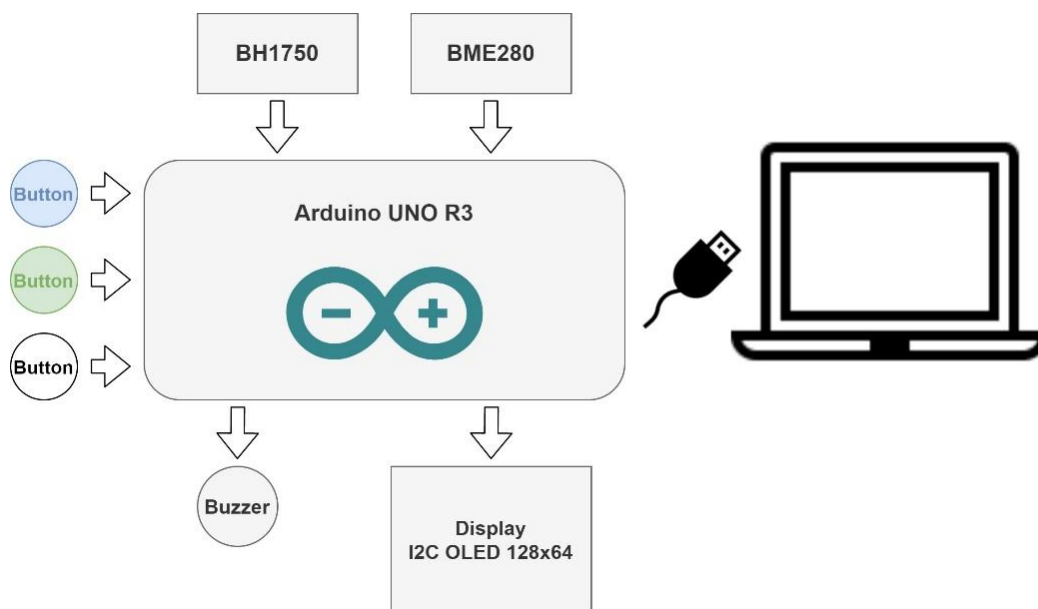 BH1750
BME280
Button
Arduino UNO R3
Button
Button
Buzzer
Display
I2C OLED 128x64